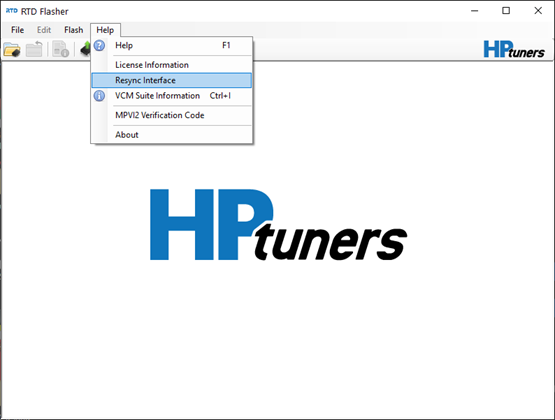 RTD RTD Flasher
File Edit Flash Help
HPtuners
Help F1
License Information
Resync Interface
VCM Suite Information Ctrl+I
MPVI2 Verification Code
About
HPtuners